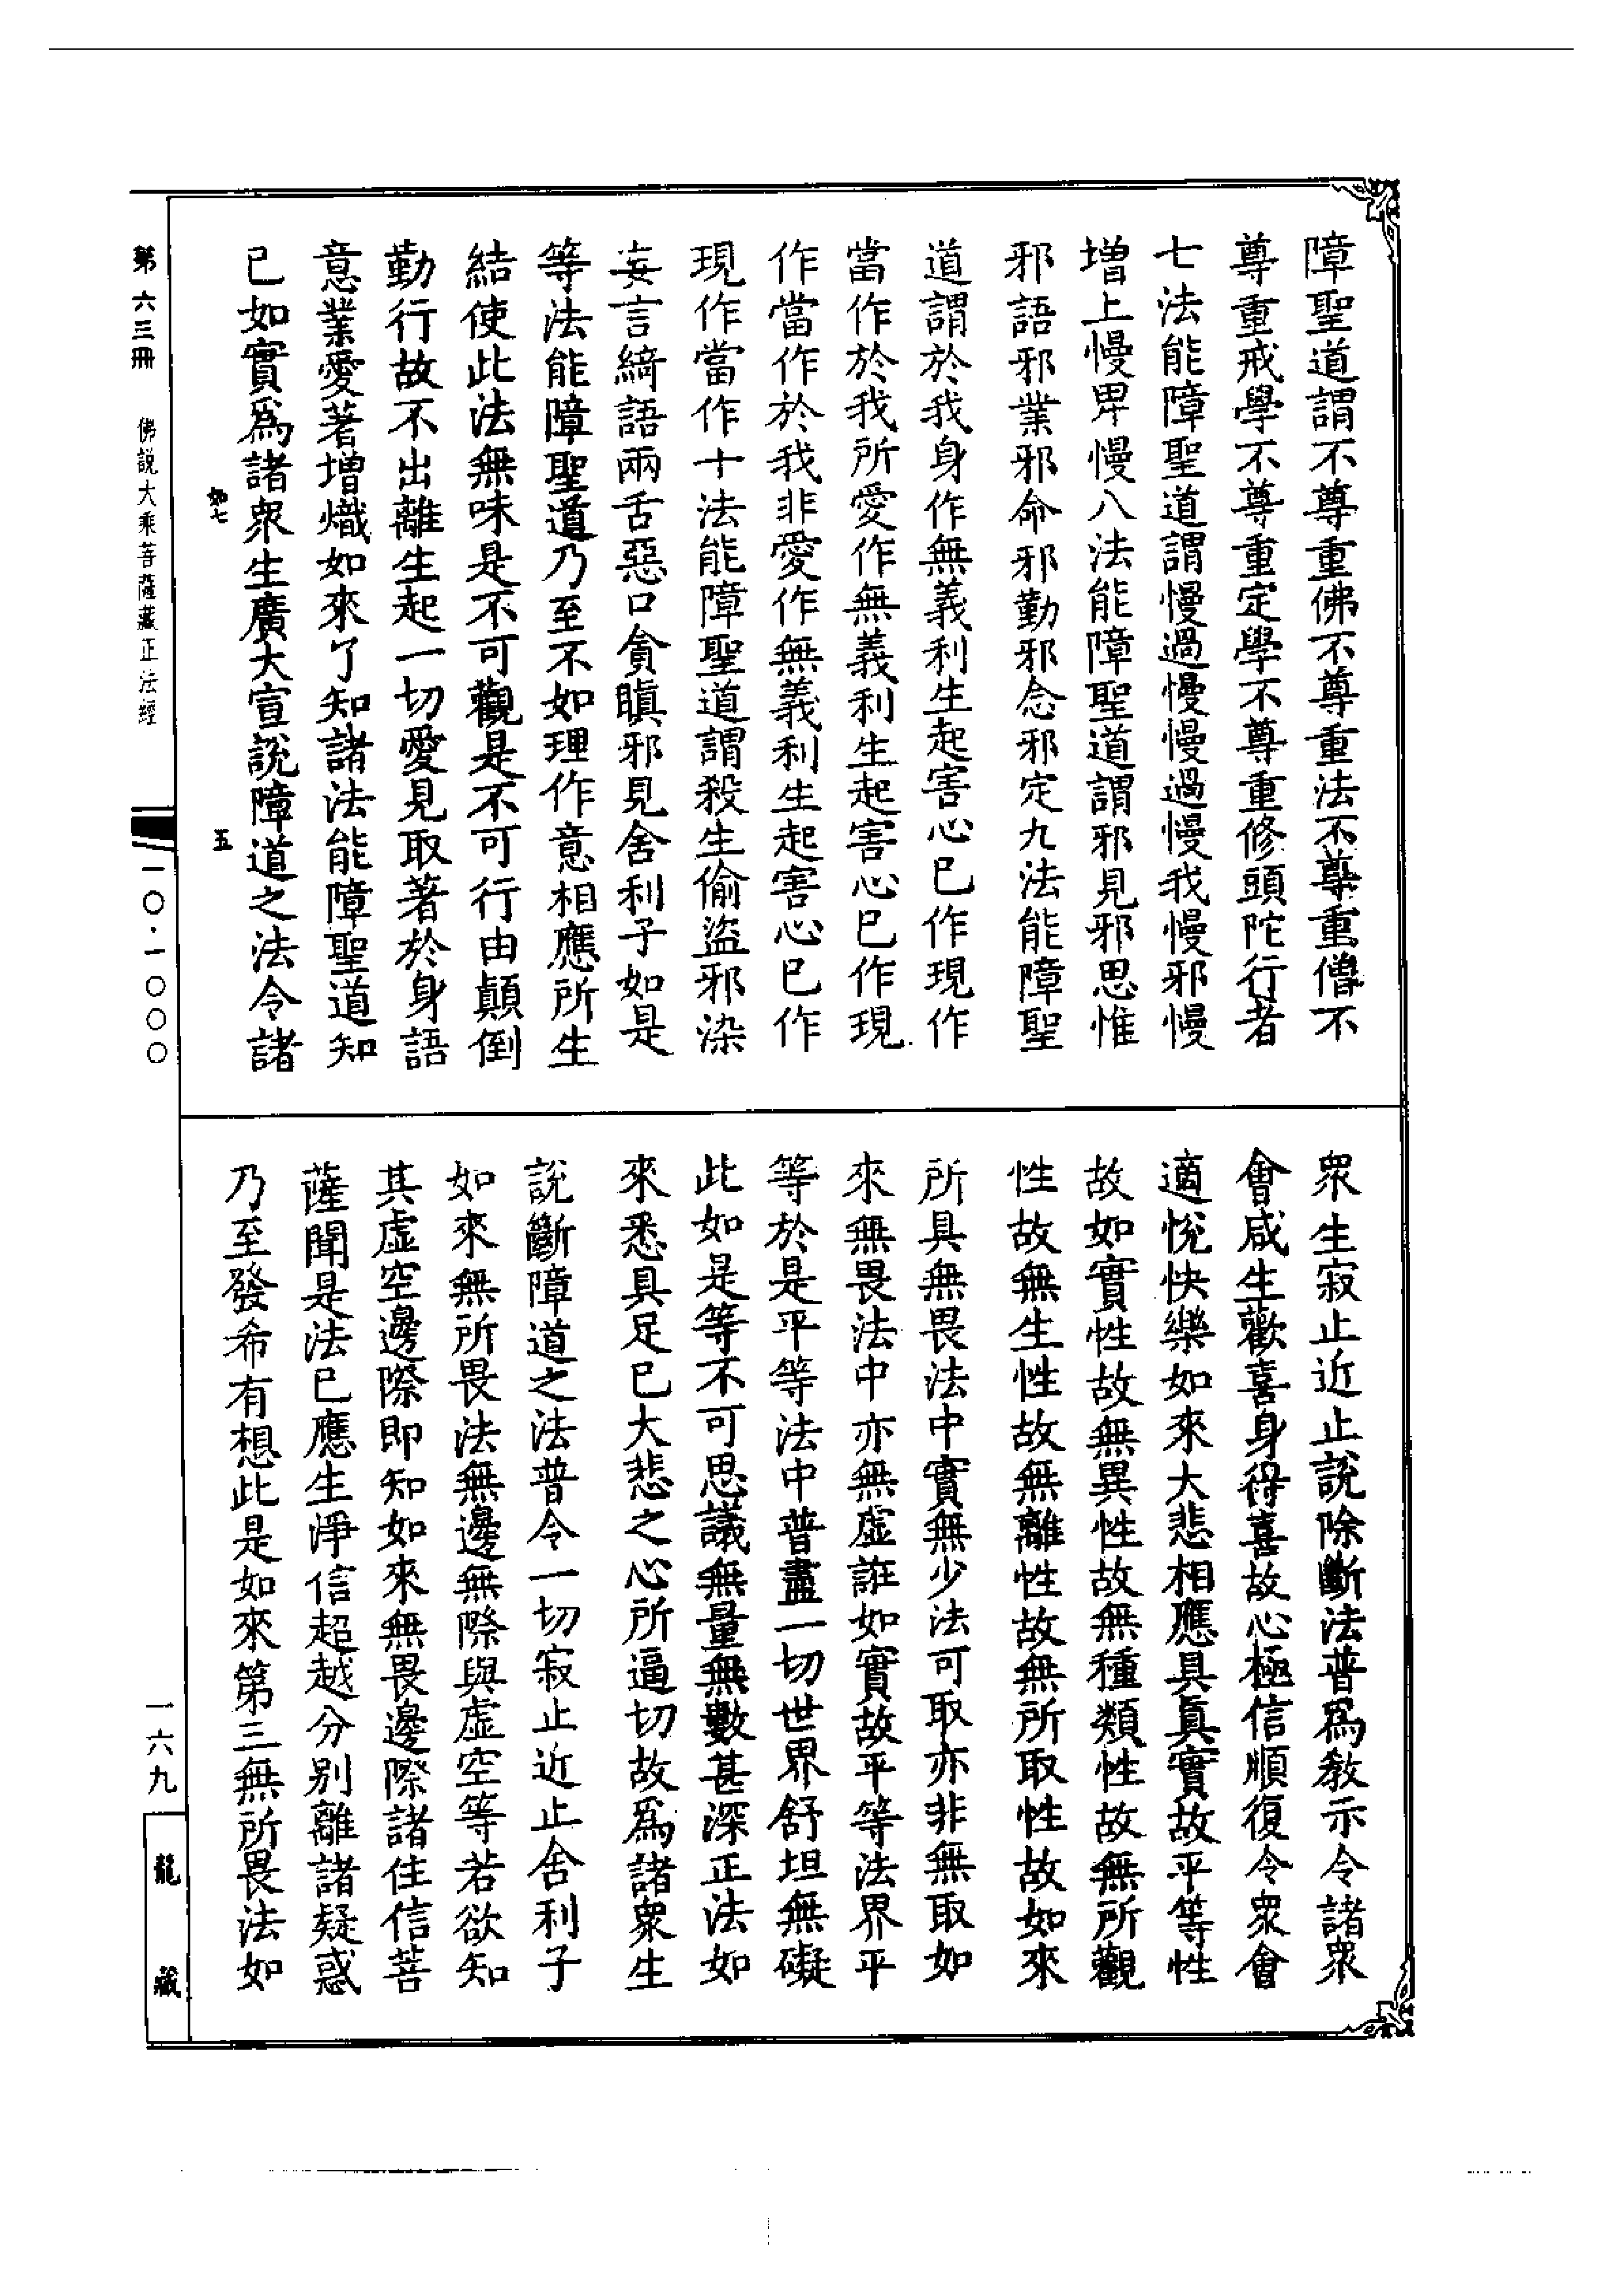 障聖道謂不尊重佛不尊重法不尊重僧不
尊重戒學不尊重定學不尊重修頭陀行者
七法能障聖道謂慢過慢慢過慢我慢邪慢
增上慢卑慢八法能障聖道謂邪見邪思惟
邪語邪業邪命邪勤邪念邪定九法能障聖
道謂於我身作無義利生起害心已作現作
當作於我所愛作無義利生起害心已作現
作當作於我非愛作無義利生起害心已作
現作當作十法能障聖道謂殺生偷盜邪染
妄言綺語兩舌惡口貪瞋邪見舍利子如是
等法能障聖道乃至不如理作意相應所生
結使此法無味是不可觀是不可行由顛倒
勤行故不出離生起一切愛見取著於身語
意業愛著增熾如來了知諸法能障聖道知
已如實為諸衆生廣大宣說障道之法令諸
如七
五
衆生寂止近止說除斷法普為教示令諸衆
會咸生歡喜身得喜故心極信順復令衆會
適悅快樂如來大悲相應具真實故平等性
故如實性故無異性故無種類性故無所觀
性故無生性故無離性故無所取性故如來
所具無畏法中實無少法可取亦非無取如
來無畏法中亦無虛誑如實故平等法界平
等於是平等法中普盡一切世界舒坦無礙
此如是等不可思議無量無數甚深正法如
來悉具足已大悲之心所逼切故為諸衆生
說斷障道之法普令一切寂止近止舍利子
如來無所畏法無邊無際與虛空等若欲知
其虛空邊際即知如來無畏邊際諸住信菩
薩聞是法已應生淨信超越分別離諸疑惑
乃至發希有想此是如來第三無所畏法如
第六三冊
佛說大乘菩薩藏正法經
一〇·一〇〇〇
一六九
龍藏